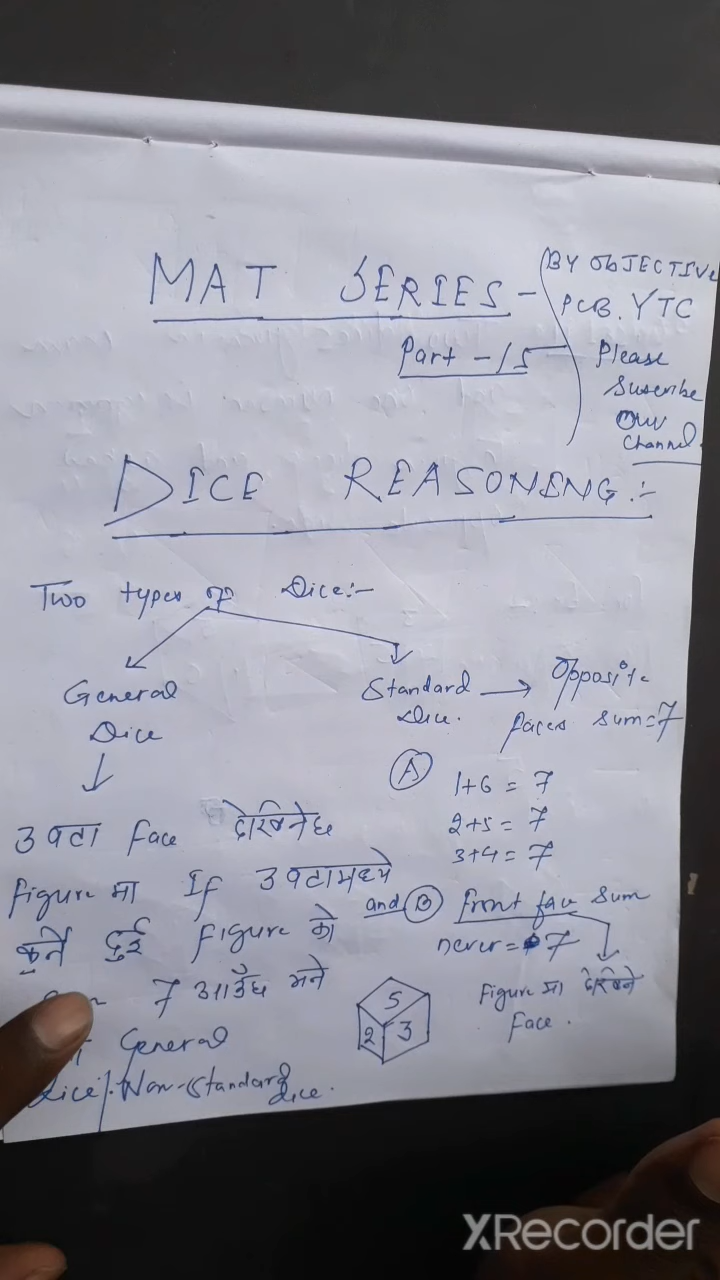 MAT SERIES -
Part - 15
BY ObJECTIVE
PCB. YTC
Please
Suscribe
Our
Channel.
DICE REASONING :-
Two types of Dice:-
General
Dice
3 वटा Face देखिनेछ
Figure मा If 3 वटामध्ये
कुनै दुई Figure को
7 आउँछ भने
General
Dice/. Non-Standard
dice.
Standard
Dice.
Opposite
faces sum=7
A
1+6 = 7
2+5 = 7
3+4 = 7
and B front face Sum
never = 7
Figure मा देखिने
Face.
5
2 3
XRecorder